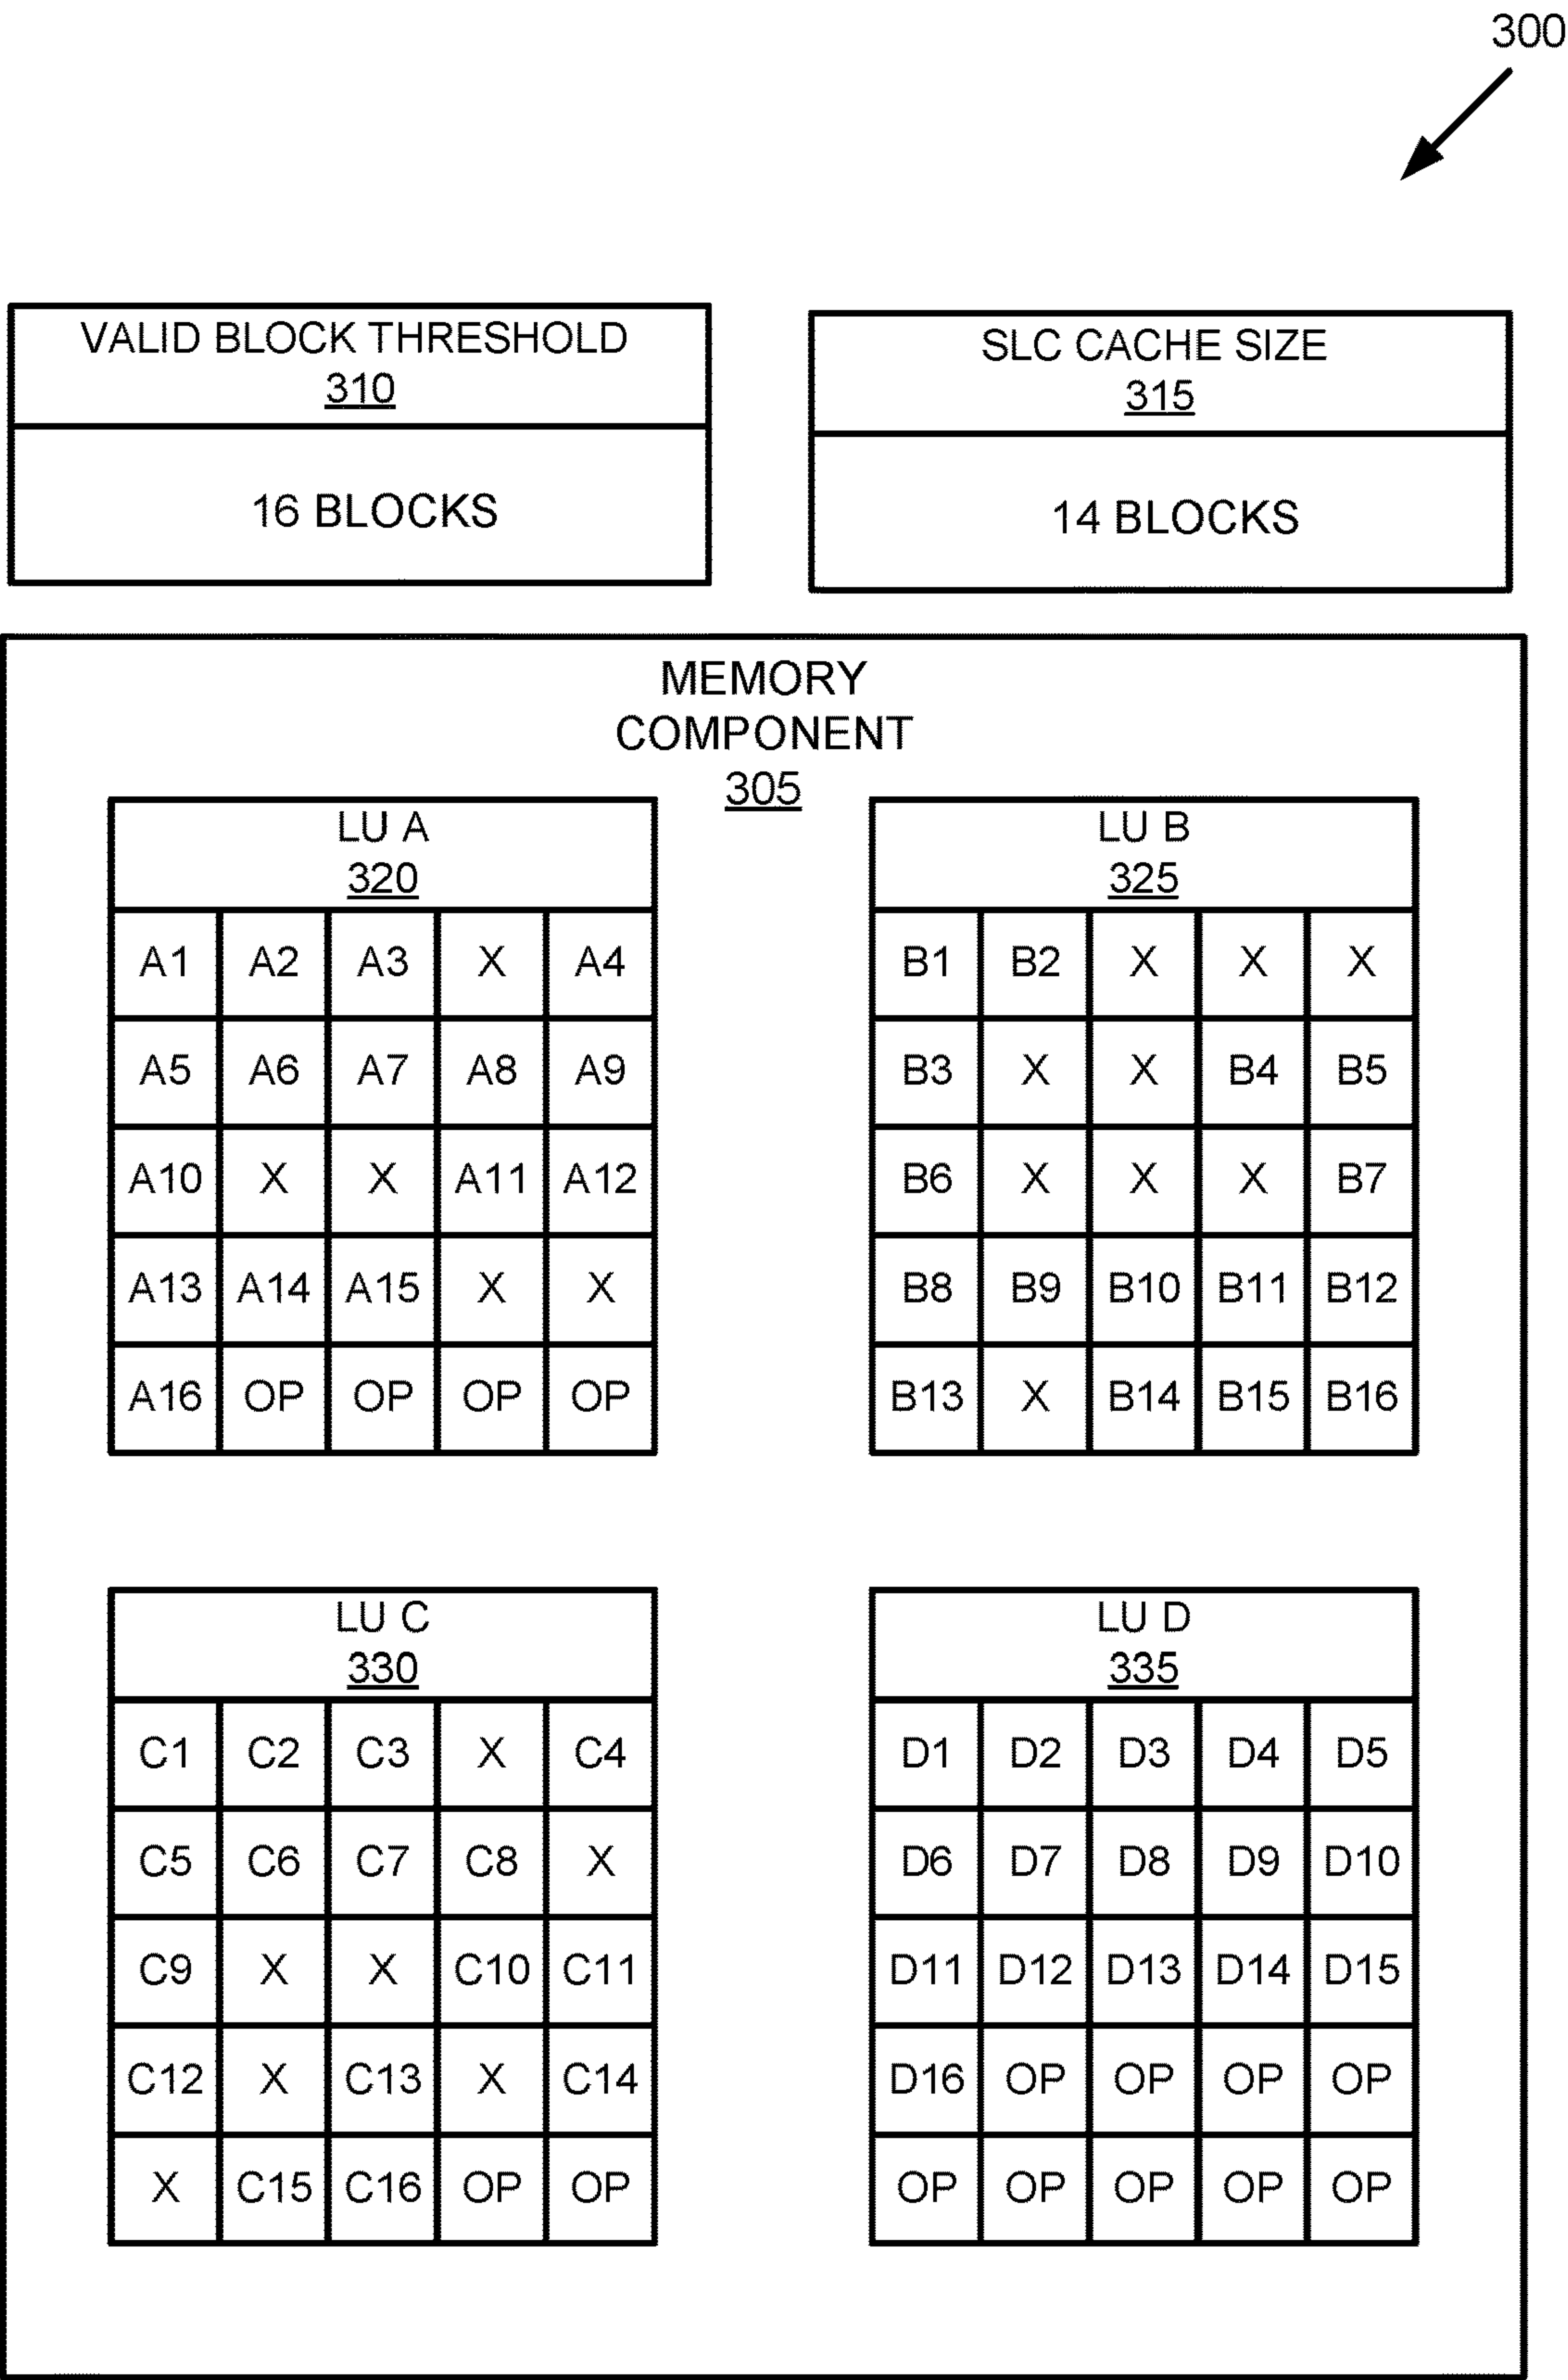 300
VALID BLOCK THRESHOLD
310
16 BLOCKS
SLC CACHE SIZE
315
14 BLOCKS
MEMORY
COMPONENT
305
LU A
320
A1 A2 A3 X A4
A5 A6 A7 A8 A9
A10 X X A11 A12
A13 A14 A15 X X
A16 OP OP OP OP
LU B
325
B1 B2 X X X
B3 X X B4 B5
B6 X X X B7
B8 B9 B10 B11 B12
B13 X B14 B15 B16
LU C
330
C1 C2 C3 X C4
C5 C6 C7 C8 X
C9 X X C10 C11
C12 X C13 X C14
X C15 C16 OP OP
LU D
335
D1 D2 D3 D4 D5
D6 D7 D8 D9 D10
D11 D12 D13 D14 D15
D16 OP OP OP OP
OP OP OP OP OP